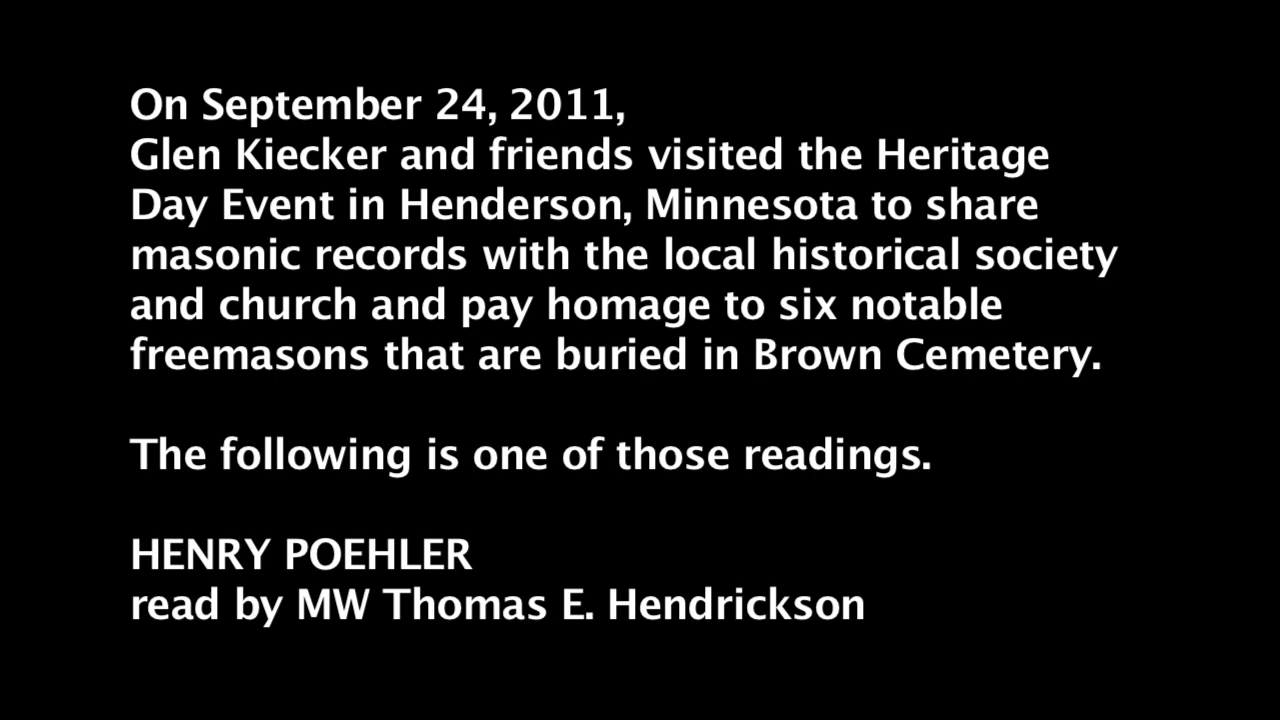 On September 24, 2011,
Glen Kiecker and friends visited the Heritage
Day Event in Henderson, Minnesota to share
masonic records with the local historical society
and church and pay homage to six notable
freemasons that are buried in Brown Cemetery.
The following is one of those readings.
HENRY POEHLER
read by MW Thomas E. Hendrickson